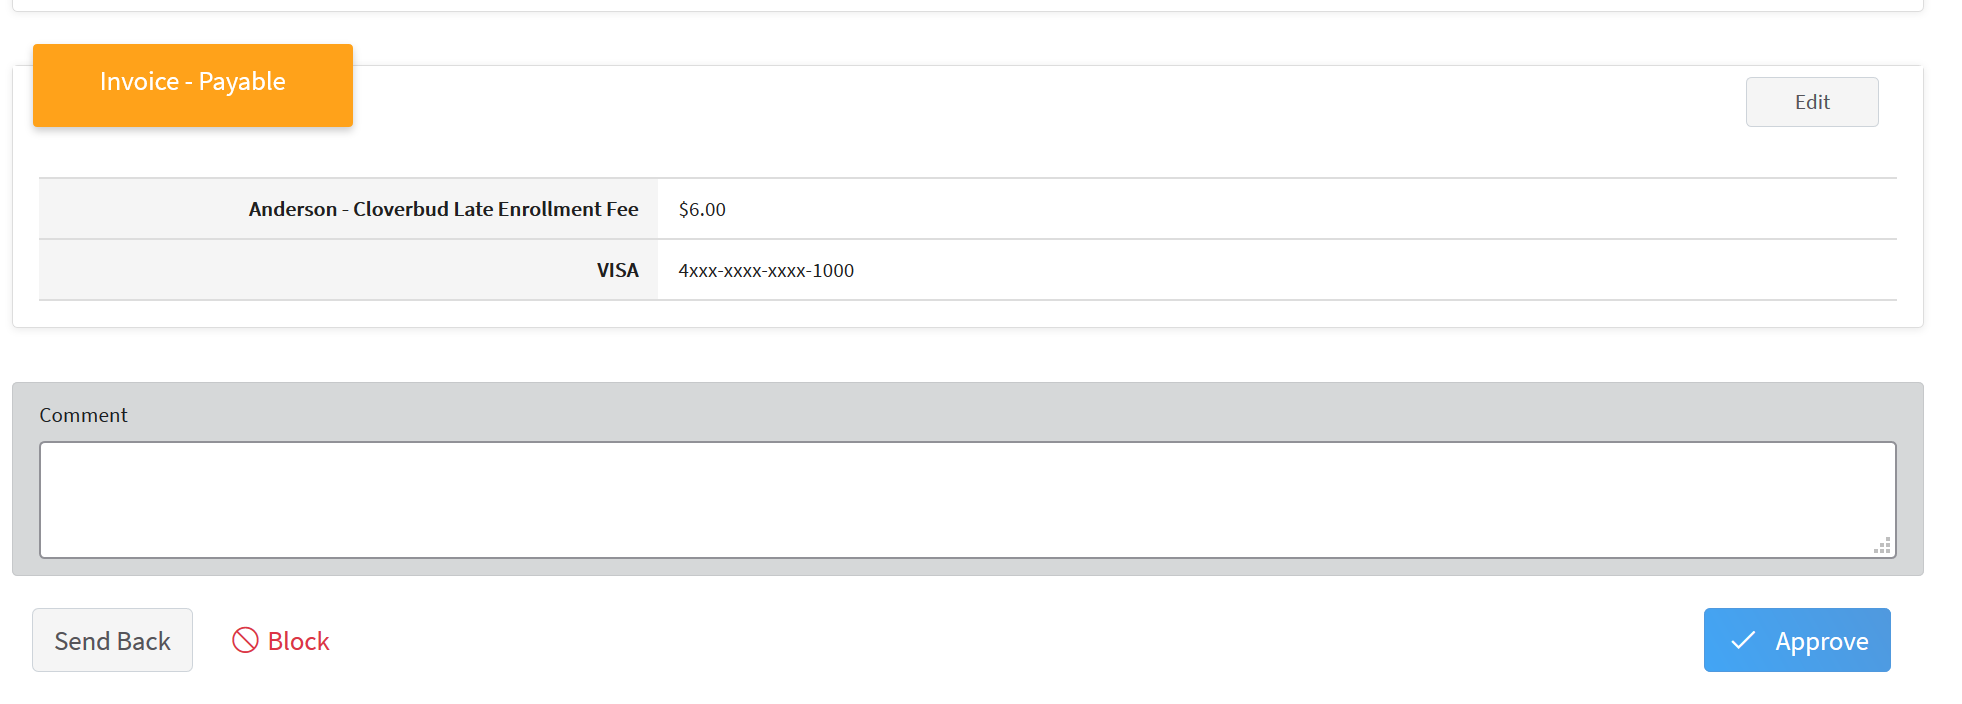 Invoice - Payable
Edit
Anderson - Cloverbud Late Enrollment Fee $6.00
VISA 4xxx-xxxx-xxxx-1000
Comment
Send Back Block Approve